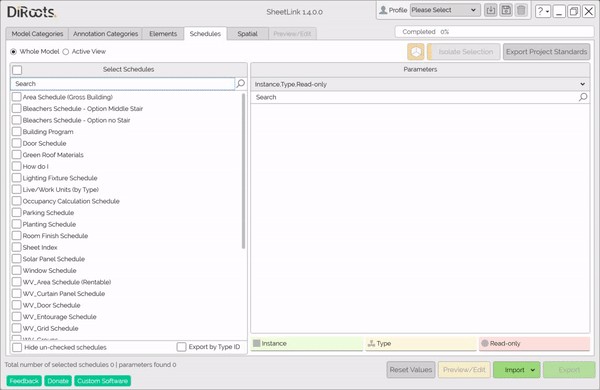 DiRoots.
SheetLink 1.4.0.0
Profile Please Select
?
Model Categories Annotation Categories Elements Schedules Spatial Preview/Edit
Completed 0%
Whole Model Active View
Isolate Selection Export Project Standards
Select Schedules
Parameters
Search
Instance,Type,Read-only
Search
Area Schedule (Gross Building)
Bleachers Schedule - Option Middle Stair
Bleachers Schedule - Option no Stair
Building Program
Door Schedule
Green Roof Materials
How do I
Lighting Fixture Schedule
Live/Work Units (by Type)
Occupancy Calculation Schedule
Parking Schedule
Planting Schedule
Room Finish Schedule
Sheet Index
Solar Panel Schedule
Window Schedule
WV_Area Schedule (Rentable)
WV_Curtain Panel Schedule
WV_Door Schedule
WV_Entourage Schedule
WV_Grid Schedule
WV_Groups
Hide un-checked schedules Export by Type ID
Instance Type Read-only
Total number of selected schedules 0 | parameters found 0
Reset Values Preview/Edit Import Export
Feedback Donate Custom Software